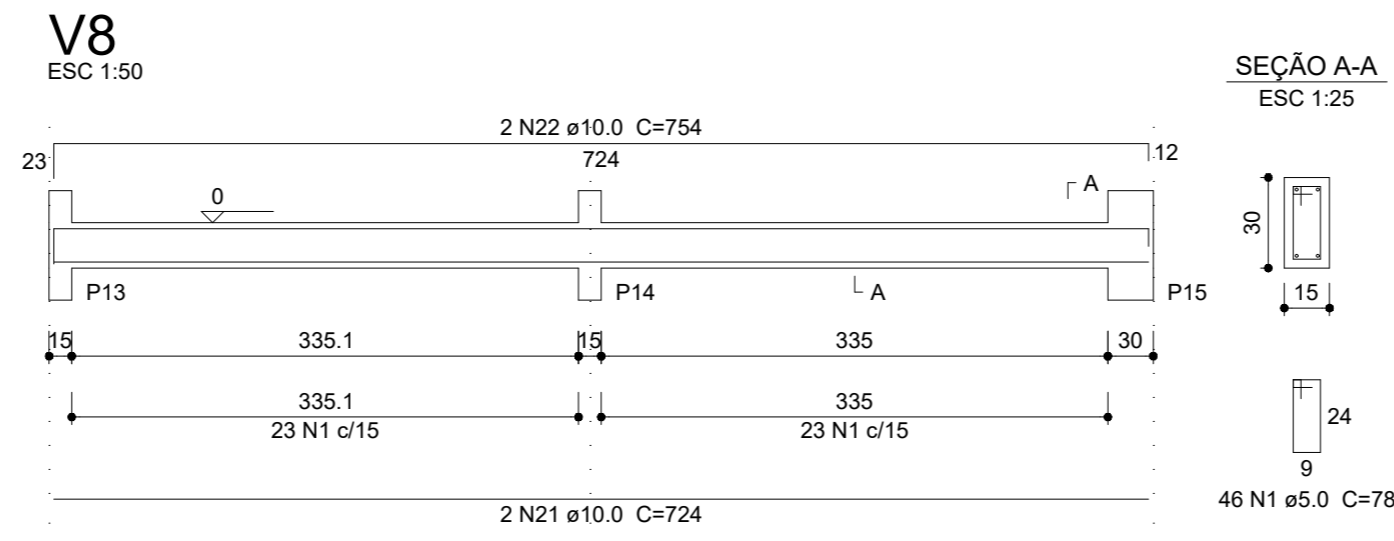 V8
ESC 1:50
SEÇÃO A-A
ESC 1:25
2 N22 ø10.0 C=754
23
724
12
0
A
30
P13
P14
A
P15
15
15
335.1
15
335
30
335.1
335
23 N1 c/15
23 N1 c/15
24
9
46 N1 ø5.0 C=78
2 N21 ø10.0 C=724